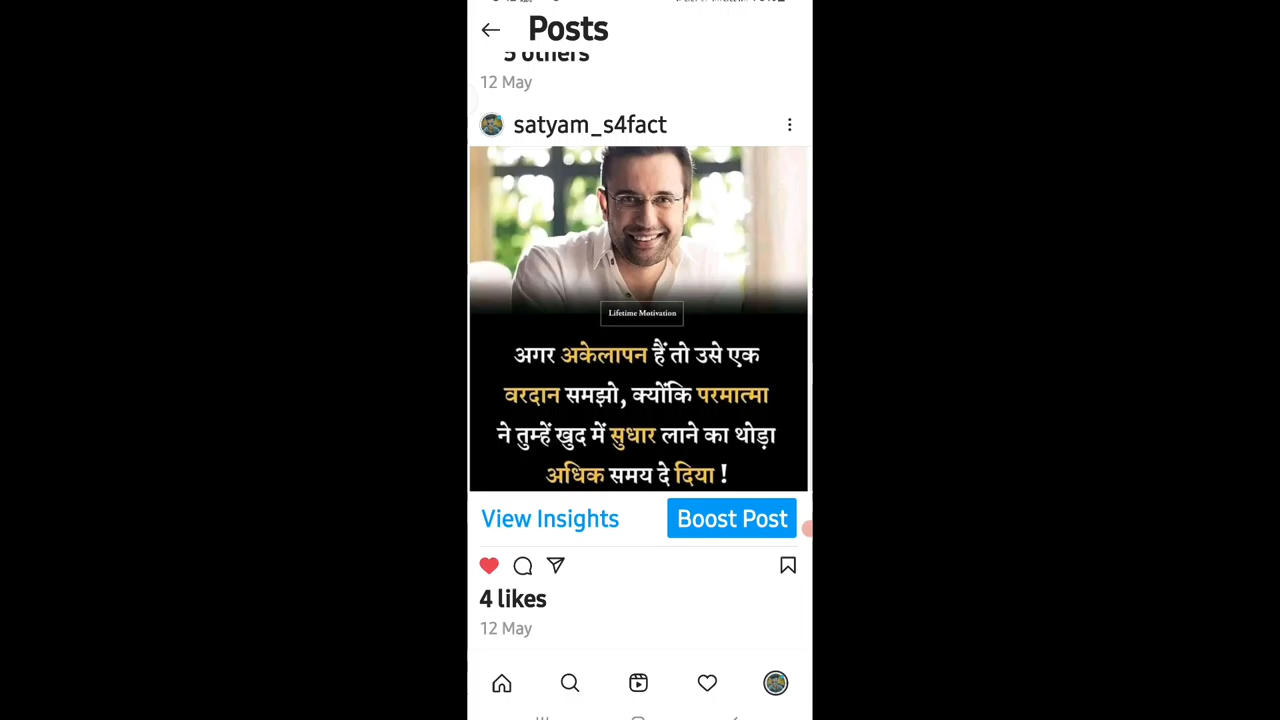 Posts
5 others
12 May
satyam_s4fact
Lifetime Motivation
अगर अकेलापन हैं तो उसे एक
वरदान समझो, क्योंकि परमात्मा
ने तुम्हें खुद में सुधार लाने का थोड़ा
अधिक समय दे दिया !
View Insights
Boost Post
4 likes
12 May